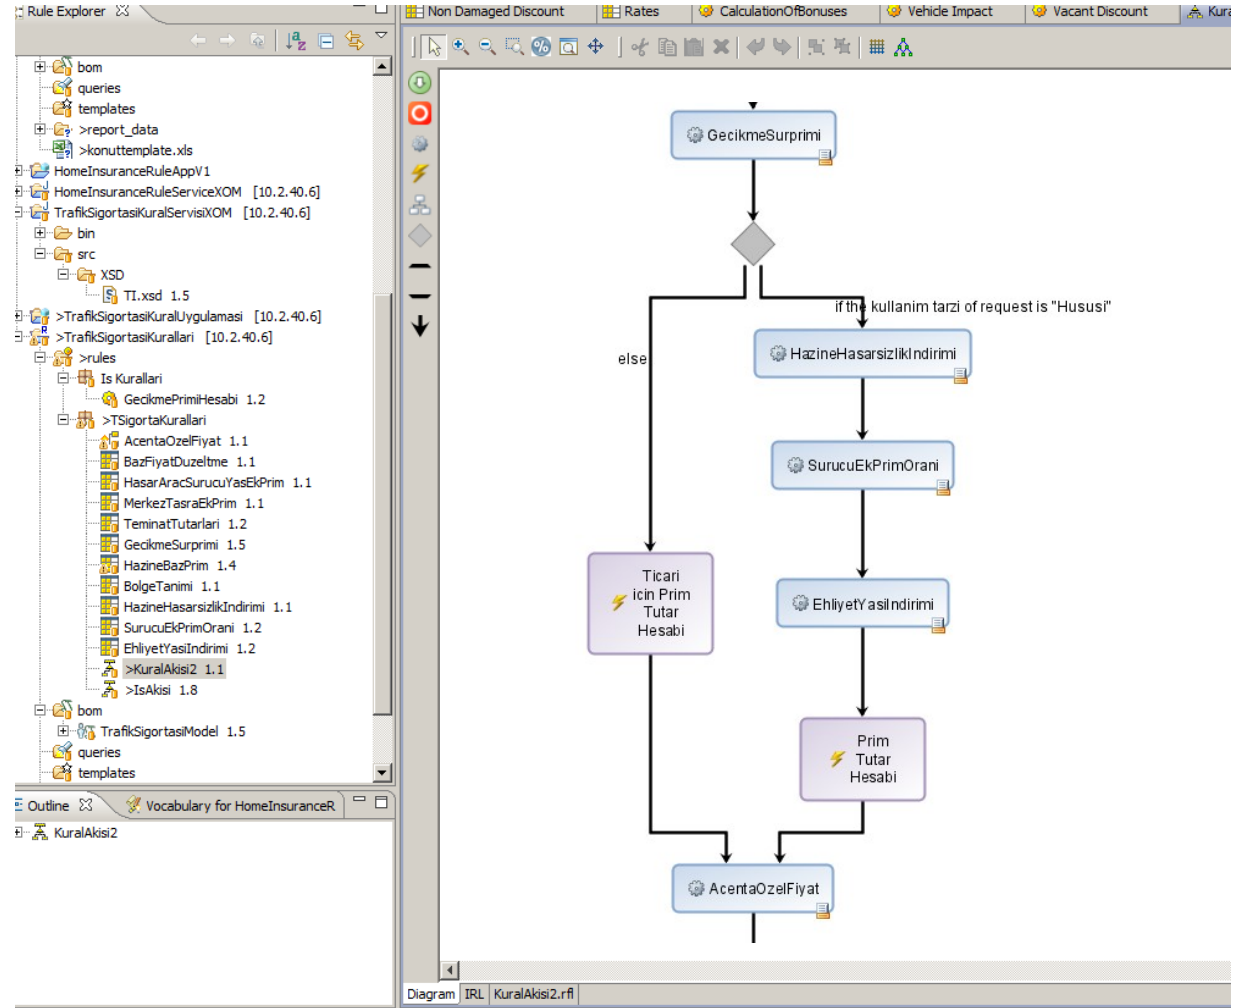 Rule Explorer
bom
queries
templates
>report_data
>konuttemplate.xls
HomeInsuranceRuleAppV1
HomeInsuranceRuleServiceXOM [10.2.40.6]
TrafikSigortasiKuralServisiXOM [10.2.40.6]
bin
src
XSD
TI.xsd 1.5
>TrafikSigortasiKuralUygulamasi [10.2.40.6]
>TrafikSigortasiKurallari [10.2.40.6]
>rules
Is Kurallari
GecikmePrimiHesabi 1.2
>TSigortaKurallari
AcentaOzelFiyat 1.1
BazFiyatDuzeltme 1.1
HasarAracSurucuYasEkPrim 1.1
MerkezTasraEkPrim 1.1
TeminatTutarlari 1.2
GecikmeSurprimi 1.5
HazineBazPrim 1.4
BolgeTanimi 1.1
HazineHasarsizlikIndirimi 1.1
SurucuEkPrimOrani 1.2
EhliyetYasiIndirimi 1.2
>KuralAkisi2 1.1
>IsAkisi 1.8
bom
TrafikSigortasiModel 1.5
queries
templates
Outline
Vocabulary for HomeInsuranceR
KuralAkisi2
Non Damaged Discount
Rates
CalculationOfBonuses
Vehicle Impact
Vacant Discount
Kura
GecikmeSurprimi
if the kullanim tarzi of request is "Hususi"
else
HazineHasarsizlikIndirimi
SurucuEkPrimOrani
EhliyetYasiIndirimi
Ticari
icin Prim
Tutar
Hesabi
Prim
Tutar
Hesabi
AcentaOzelFiyat
Diagram
IRL
KuralAkisi2.rfl